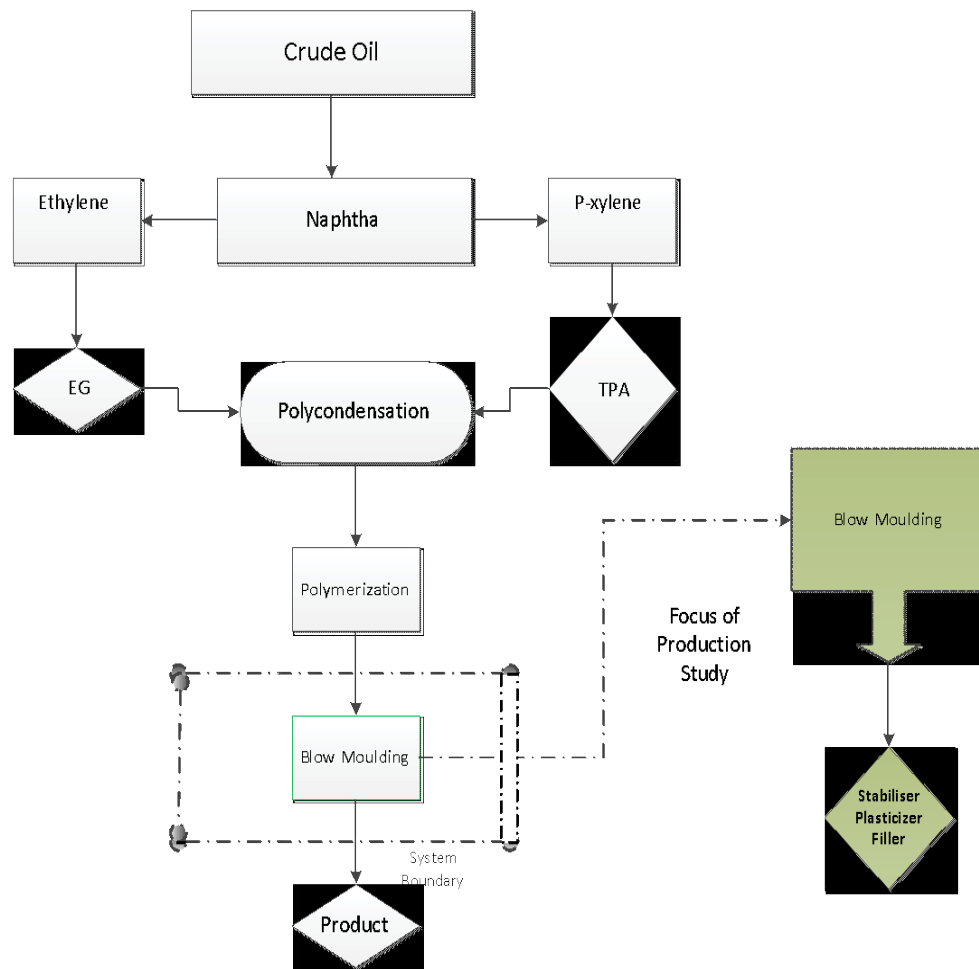 Crude Oil
Ethylene
Naphtha
P-xylene
EG
Polycondensation
TPA
Blow Moulding
Polymerization
Focus of
Production
Study
Blow Moulding
Stabiliser
Plasticizer
Filler
System
Boundary
Product